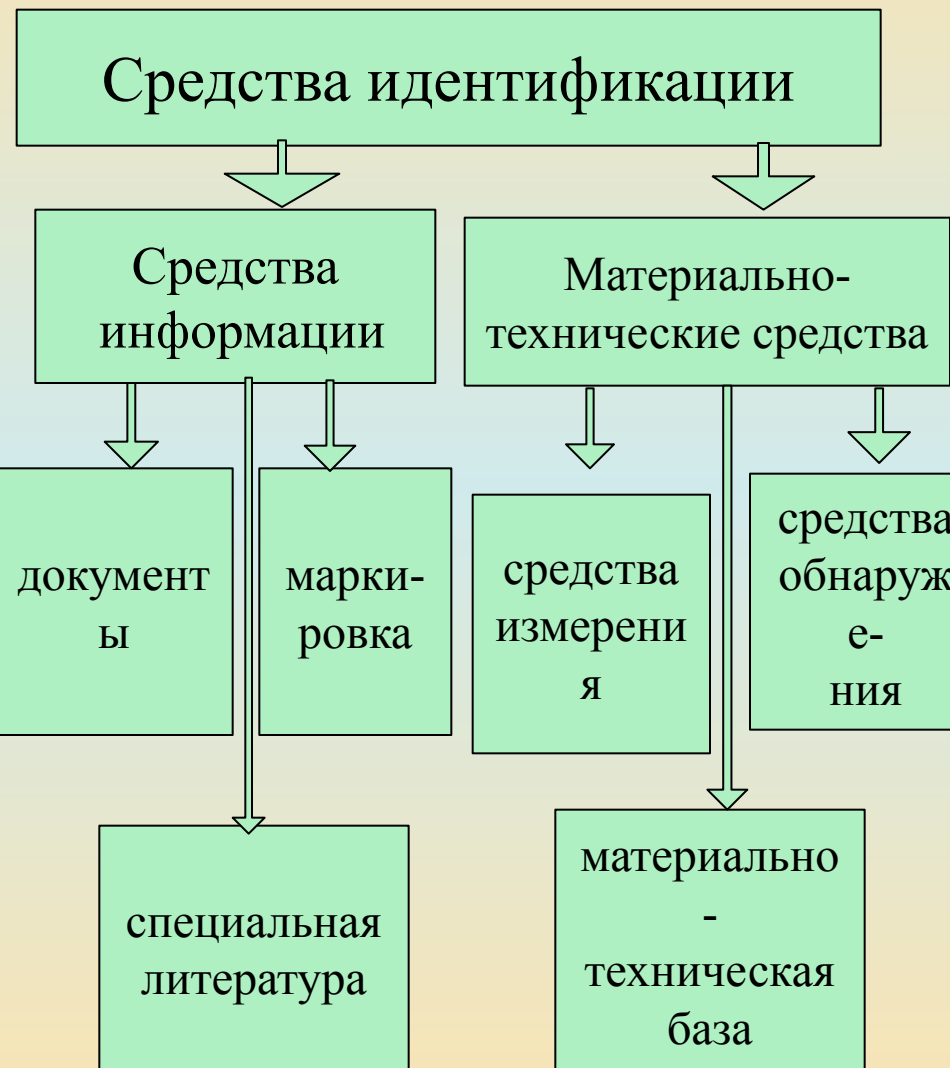 Средства идентификации
Средства
информации
Материально-
технические средства
документ
ы
марки-
ровка
средства
измерени
я
средства
обнаруж
е-
ния
специальная
литература
материально
-
техническая
база